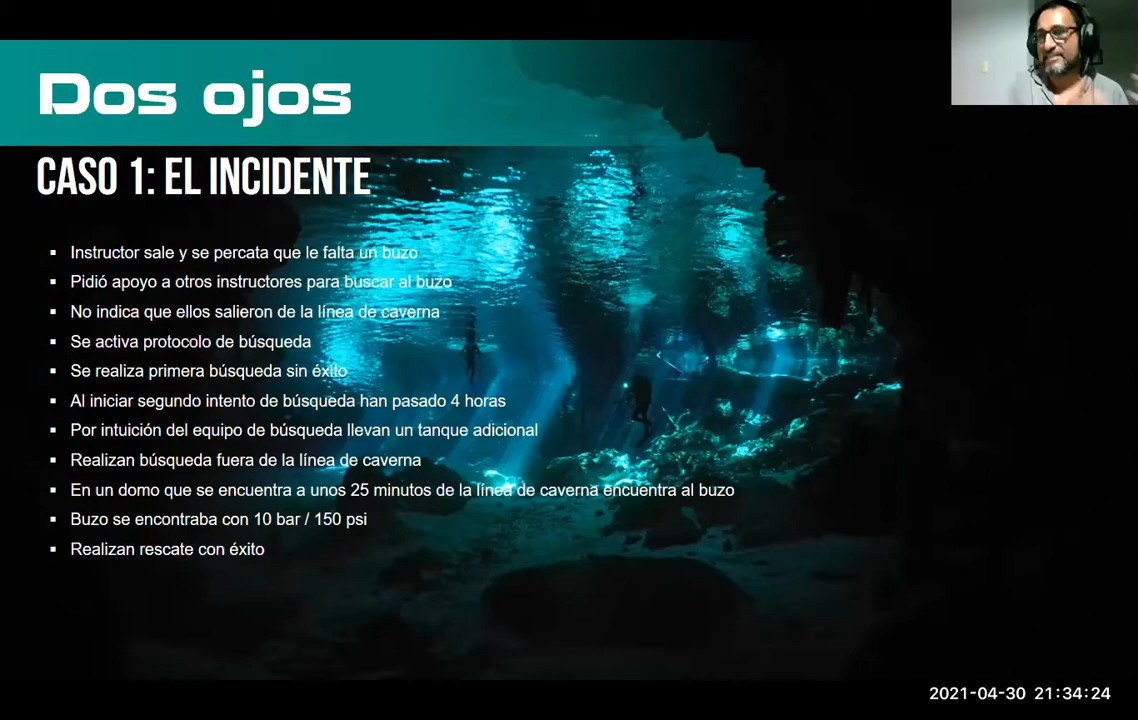 Dos ojos
CASO 1: EL INCIDENTE
▪ Instructor sale y se percata que le falta un buzo
▪ Pidió apoyo a otros instructores para buscar al buzo
▪ No indica que ellos salieron de la línea de caverna
▪ Se activa protocolo de búsqueda
▪ Se realiza primera búsqueda sin éxito
▪ Al iniciar segundo intento de búsqueda han pasado 4 horas
▪ Por intuición del equipo de búsqueda llevan un tanque adicional
▪ Realizan búsqueda fuera de la línea de caverna
▪ En un domo que se encuentra a unos 25 minutos de la línea de caverna encuentra al buzo
▪ Buzo se encontraba con 10 bar / 150 psi
▪ Realizan rescate con éxito
2021-04-30 21:34:24